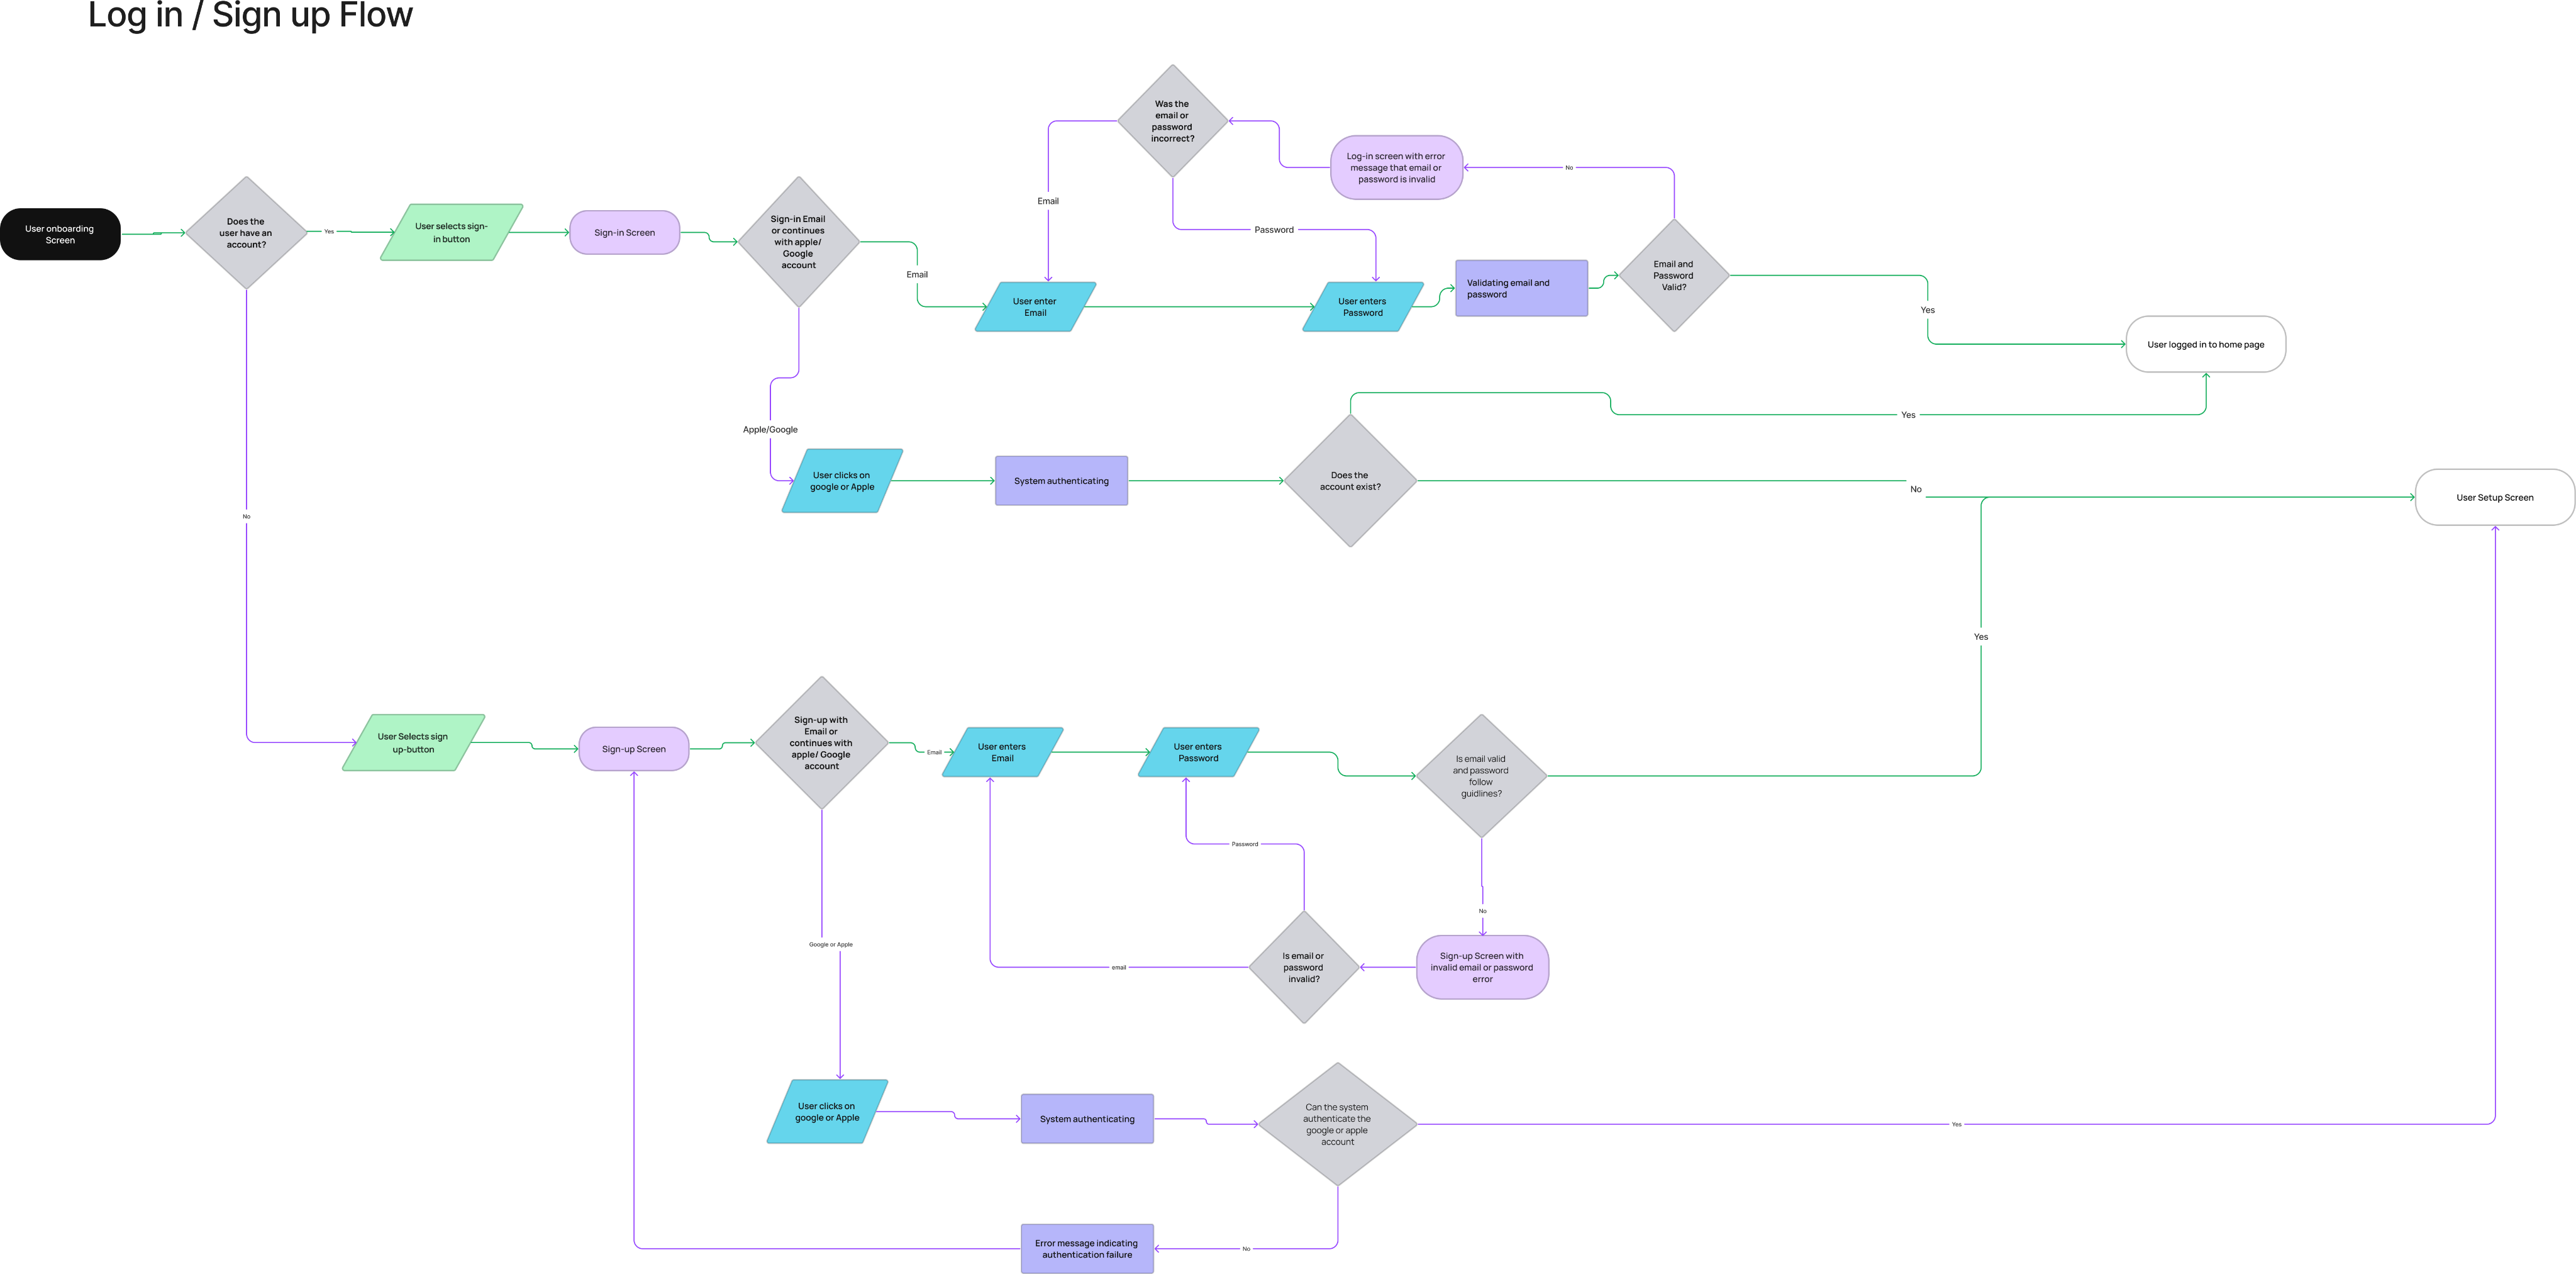 Log in / Sign up Flow
Was the
email or
password
incorrect?
Log-in screen with error
message that email or
password is invalid
No
Email
Password
User onboarding
Screen
Does the
user have an
account?
Yes
User selects sign-
in button
Sign-in Screen
Sign-in Email
or continues
with apple/
Google
account
Email
User enter
Email
User enters
Password
Validating email and
password
Email and
Password
Valid?
Yes
User logged in to home page
Apple/Google
User clicks on
google or Apple
System authenticating
Does the
account exist?
Yes
No
User Setup Screen
No
Yes
User Selects sign
up-button
Sign-up Screen
Sign-up with
Email or
continues with
apple/ Google
account
Email
User enters
Email
User enters
Password
Is email valid
and password
follow
guidlines?
Password
No
Google or Apple
email
Is email or
password
invalid?
Sign-up Screen with
invalid email or password
error
User clicks on
google or Apple
System authenticating
Can the system
authenticate the
google or apple
account
Yes
Error message indicating
authentication failure
No